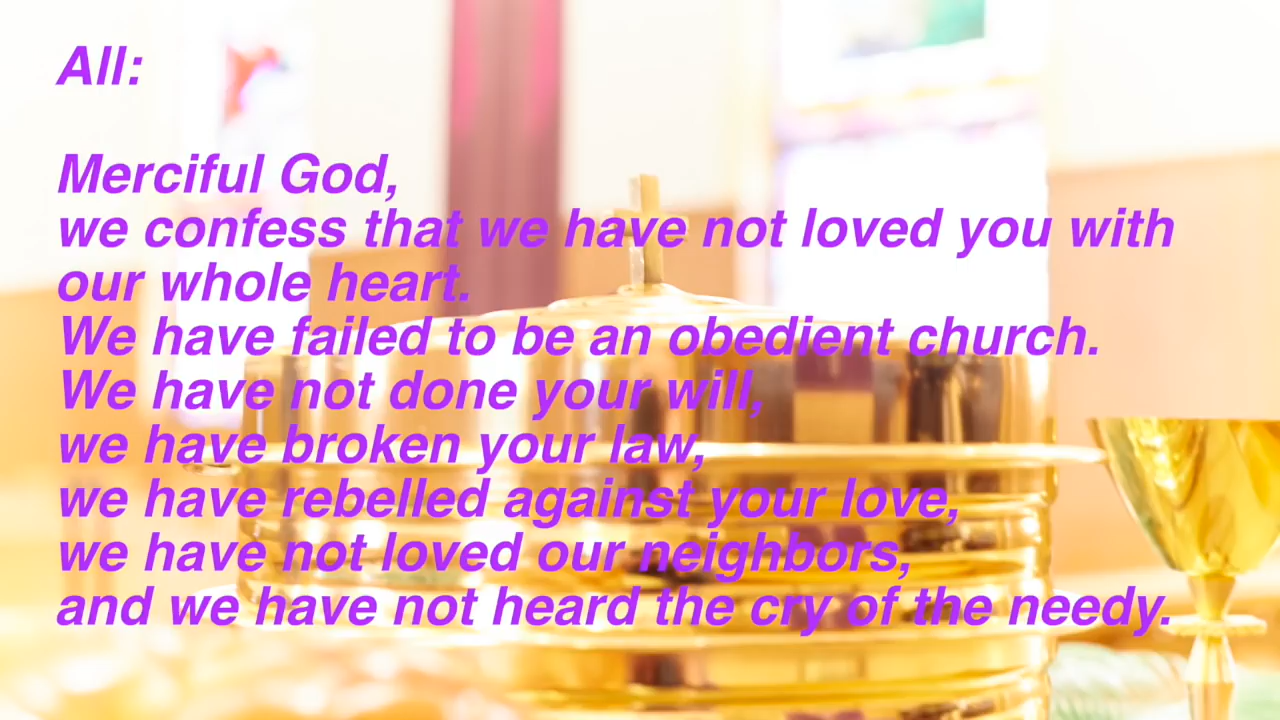 All:
Merciful God,
we confess that we have not loved you with
our whole heart.
We have failed to be an obedient church.
We have not done your will,
we have broken your law,
we have rebelled against your love,
we have not loved our neighbors,
and we have not heard the cry of the needy.